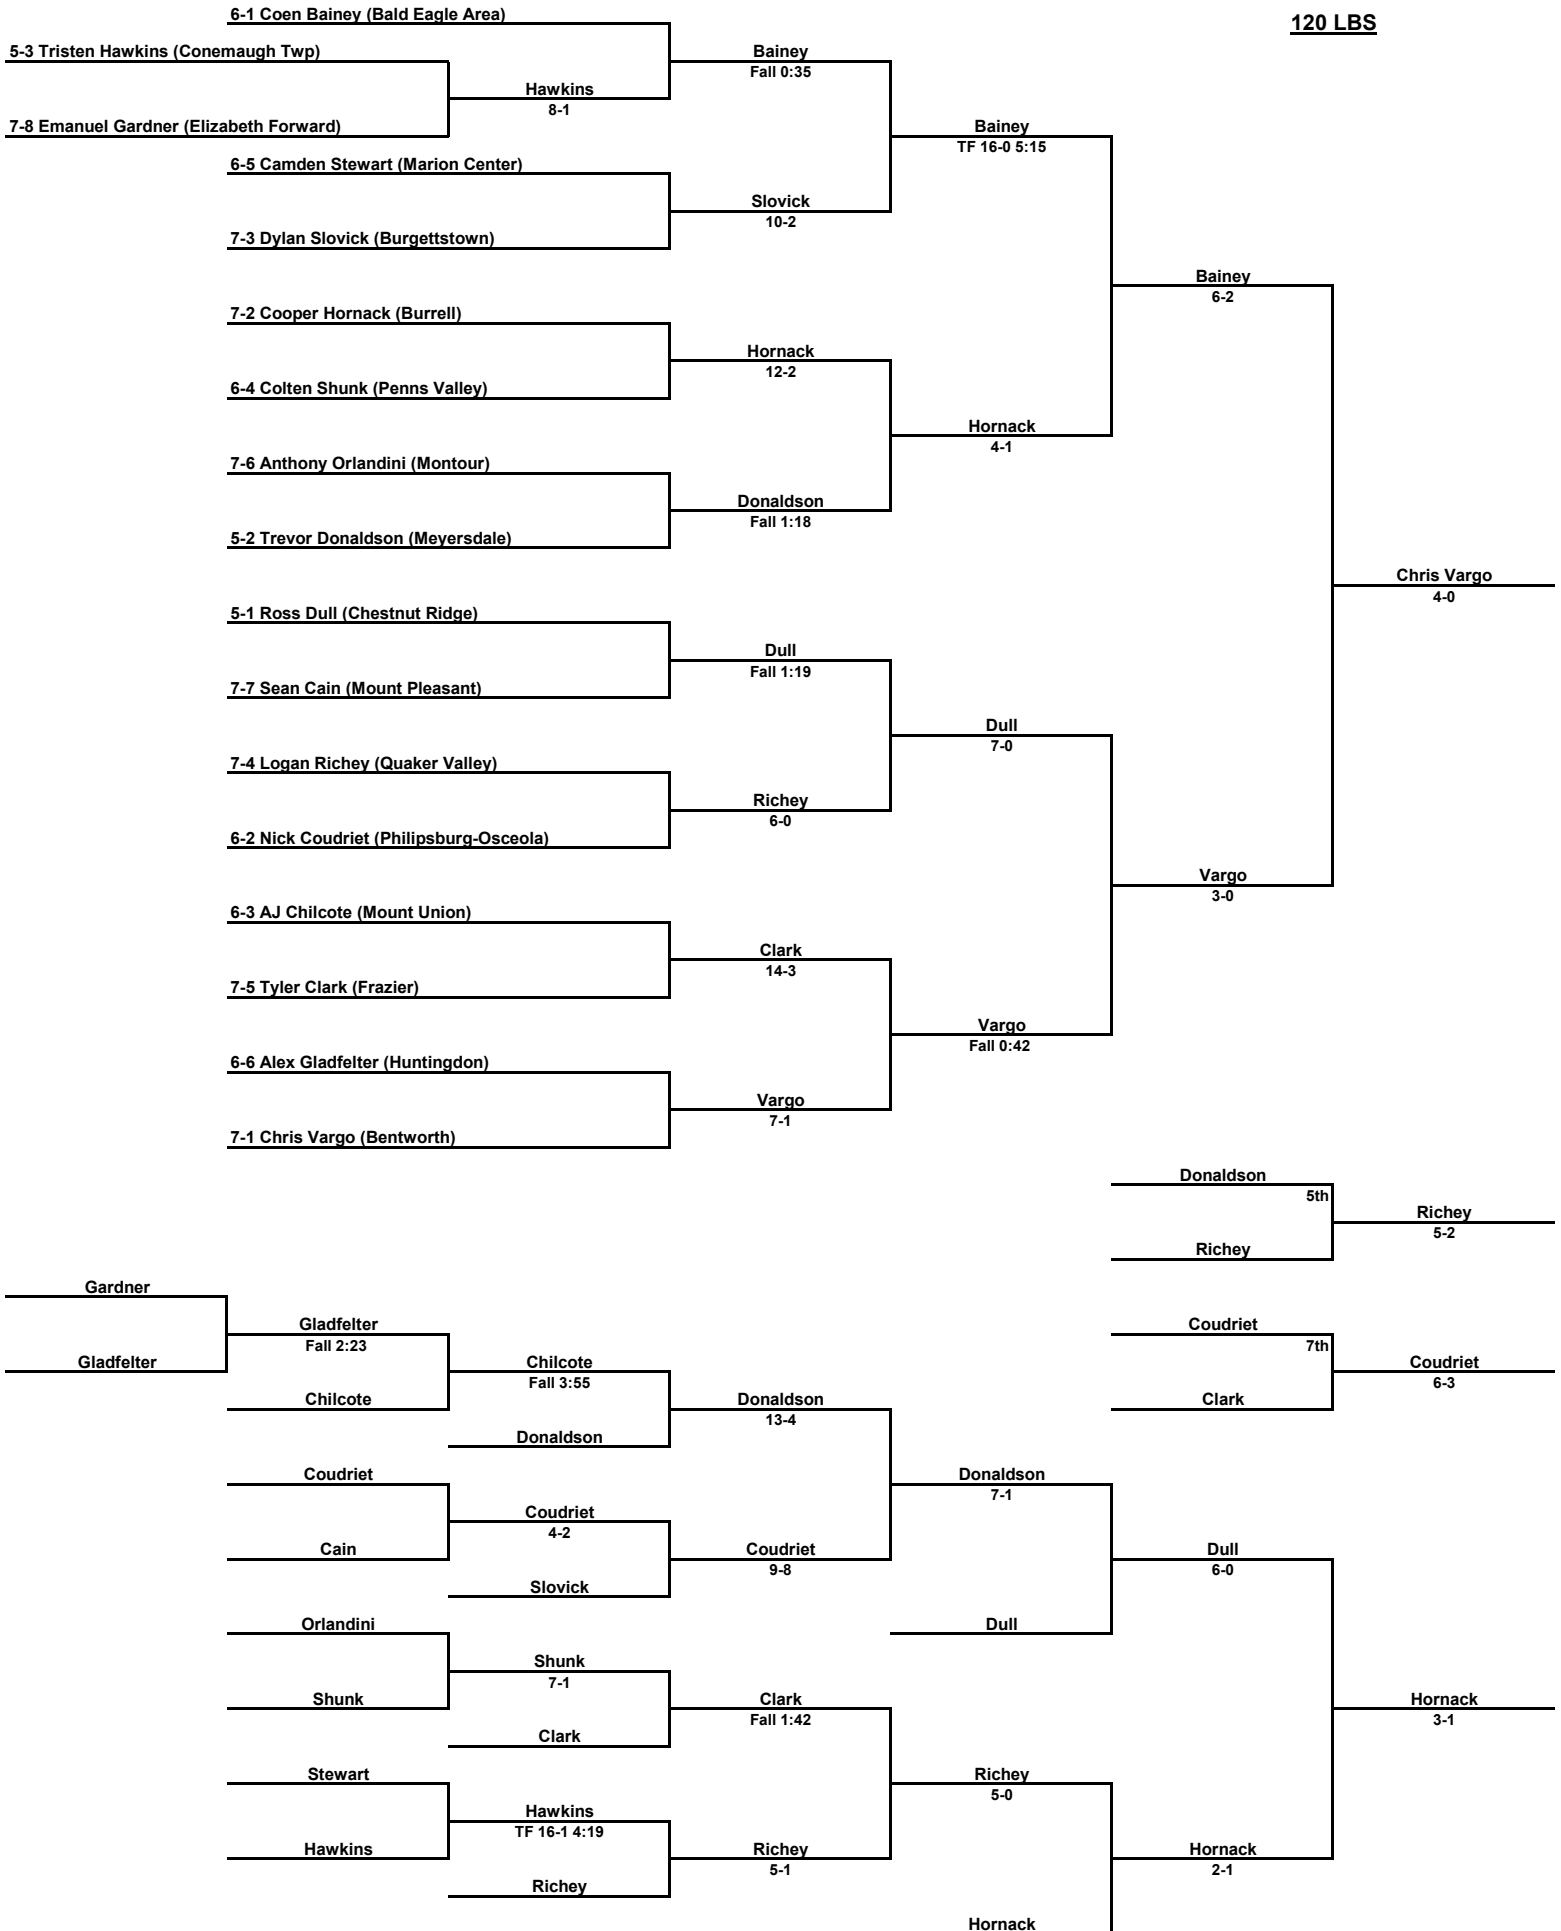 120 LBS
6-1 Coen Bainey (Bald Eagle Area)
5-3 Tristen Hawkins (Conemaugh Twp)
Bainey
Fall 0:35
Hawkins
8-1
7-8 Emanuel Gardner (Elizabeth Forward)
Bainey
TF 16-0 5:15
6-5 Camden Stewart (Marion Center)
Slovick
10-2
7-3 Dylan Slovick (Burgettstown)
Bainey
6-2
7-2 Cooper Hornack (Burrell)
Hornack
12-2
6-4 Colten Shunk (Penns Valley)
Hornack
4-1
7-6 Anthony Orlandini (Montour)
Donaldson
Fall 1:18
5-2 Trevor Donaldson (Meyersdale)
Chris Vargo
4-0
5-1 Ross Dull (Chestnut Ridge)
Dull
Fall 1:19
7-7 Sean Cain (Mount Pleasant)
Dull
7-0
7-4 Logan Richey (Quaker Valley)
Richey
6-0
6-2 Nick Coudriet (Philipsburg-Osceola)
Vargo
3-0
6-3 AJ Chilcote (Mount Union)
Clark
14-3
7-5 Tyler Clark (Frazier)
Vargo
Fall 0:42
6-6 Alex Gladfelter (Huntingdon)
Vargo
7-1
7-1 Chris Vargo (Bentworth)
Donaldson
5th
Richey
5-2
Richey
Gardner
Gladfelter
Fall 2:23
Coudriet
7th
Gladfelter
Chilcote
Fall 3:55
Coudriet
6-3
Chilcote
Donaldson
13-4
Clark
Donaldson
Coudriet
Donaldson
7-1
Coudriet
4-2
Cain
Coudriet
9-8
Dull
6-0
Slovick
Orlandini
Dull
Shunk
7-1
Shunk
Clark
Fall 1:42
Hornack
3-1
Clark
Stewart
Richey
5-0
Hawkins
TF 16-1 4:19
Hawkins
Richey
5-1
Hornack
2-1
Richey
Hornack